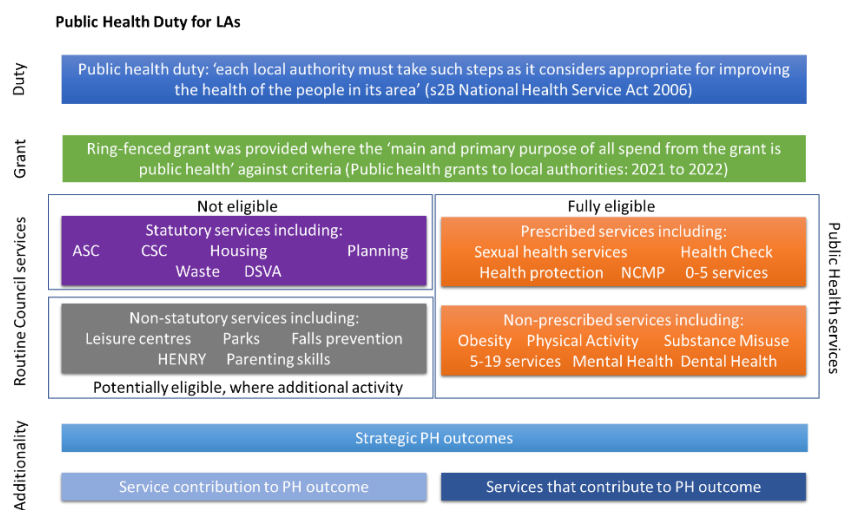 Public Health Duty for LAs
Duty
Public health duty: ‘each local authority must take such steps as it considers appropriate for improving
the health of the people in its area’ (s2B National Health Service Act 2006)
Grant
Ring-fenced grant was provided where the ‘main and primary purpose of all spend from the grant is
public health’ against criteria (Public health grants to local authorities: 2021 to 2022)
Routine Council services
Not eligible
Statutory services including:
ASC CSC Housing Planning
Waste DSVA
Non-statutory services including:
Leisure centres Parks Falls prevention
HENRY Parenting skills
Potentially eligible, where additional activity
Fully eligible
Prescribed services including:
Sexual health services Health Check
Health protection NCMP 0-5 services
Non-prescribed services including:
Obesity Physical Activity Substance Misuse
5-19 services Mental Health Dental Health
Public Health services
Additionality
Strategic PH outcomes
Service contribution to PH outcome
Services that contribute to PH outcome